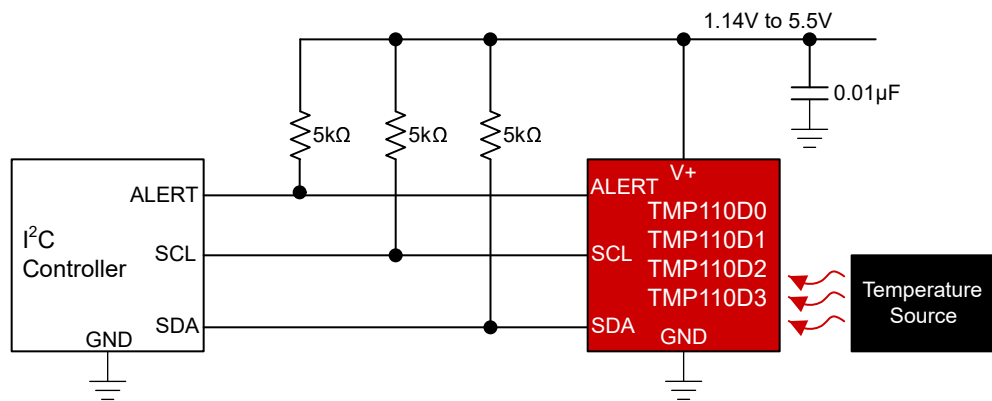 1.14V to 5.5V
0.01µF
5kΩ
5kΩ
5kΩ
I²C
Controller
ALERT
SCL
SDA
GND
V+
ALERT
SCL
SDA
GND
TMP110D0
TMP110D1
TMP110D2
TMP110D3
Temperature
Source